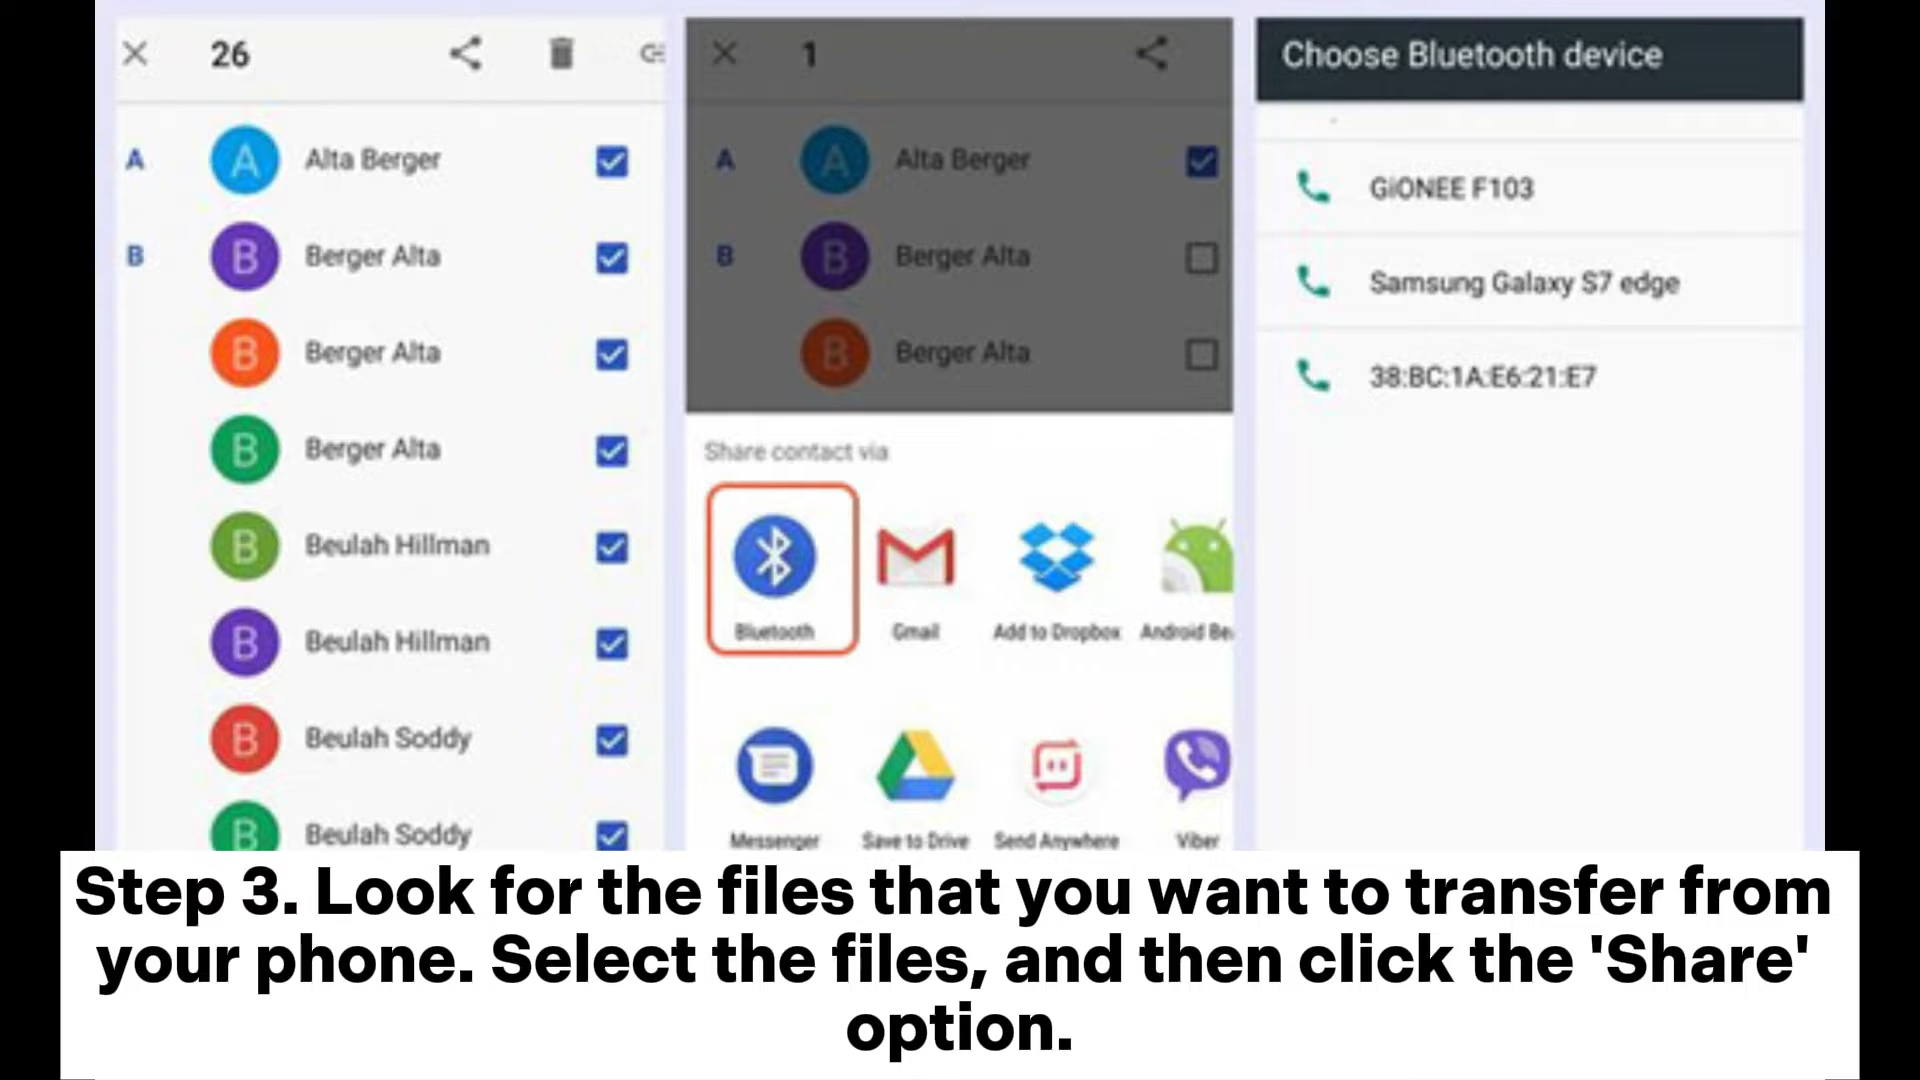 26
A
A
Alta Berger
B
B
Berger Alta
B
Berger Alta
B
Berger Alta
B
Beulah Hillman
B
Beulah Hillman
B
Beulah Soddy
B
Beulah Soddy
1
A
A
Alta Berger
B
B
Berger Alta
B
Berger Alta
Share contact via
Bluetooth
Gmail
Add to Dropbox
Android Be
Messenger
Save to Drive
Send Anywhere
Viber
Choose Bluetooth device
GiONEE F103
Samsung Galaxy S7 edge
38:BC:1A:E6:21:E7
Step 3. Look for the files that you want to transfer from
your phone. Select the files, and then click the 'Share'
option.